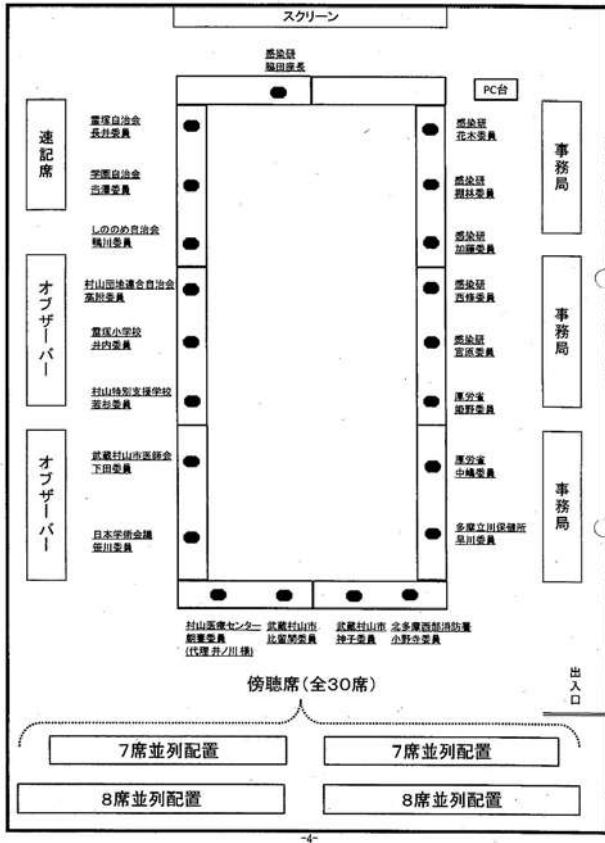 スクリーン
感染研
脇田座長
PC台
速記席
雷塚自治会
長井委員
感染研
花木委員
事務局
学園自治会
古澤委員
感染研
棚林委員
しののめ自治会
鴨川委員
感染研
加藤委員
オブザーバー
村山団地連合自治会
感染研
西條委員
事務局
雷塚小学校
井内委員
感染研
宮原委員
村山特別支援学校
若杉委員
厚労省
姫野委員
オブザーバー
武蔵村山市医師会
下田委員
厚労省
中嶋委員
事務局
日本学術会議
笹川委員
多摩立川保健所
早川委員
村山医療センター
朝妻委員
(代理 井ノ川 様)
武蔵村山市
比留間委員
武蔵村山市
神子委員
北多摩西部消防署
小野寺委員
傍聴席(全30席)
出入口
7席並列配置
7席並列配置
8席並列配置
8席並列配置
-4-